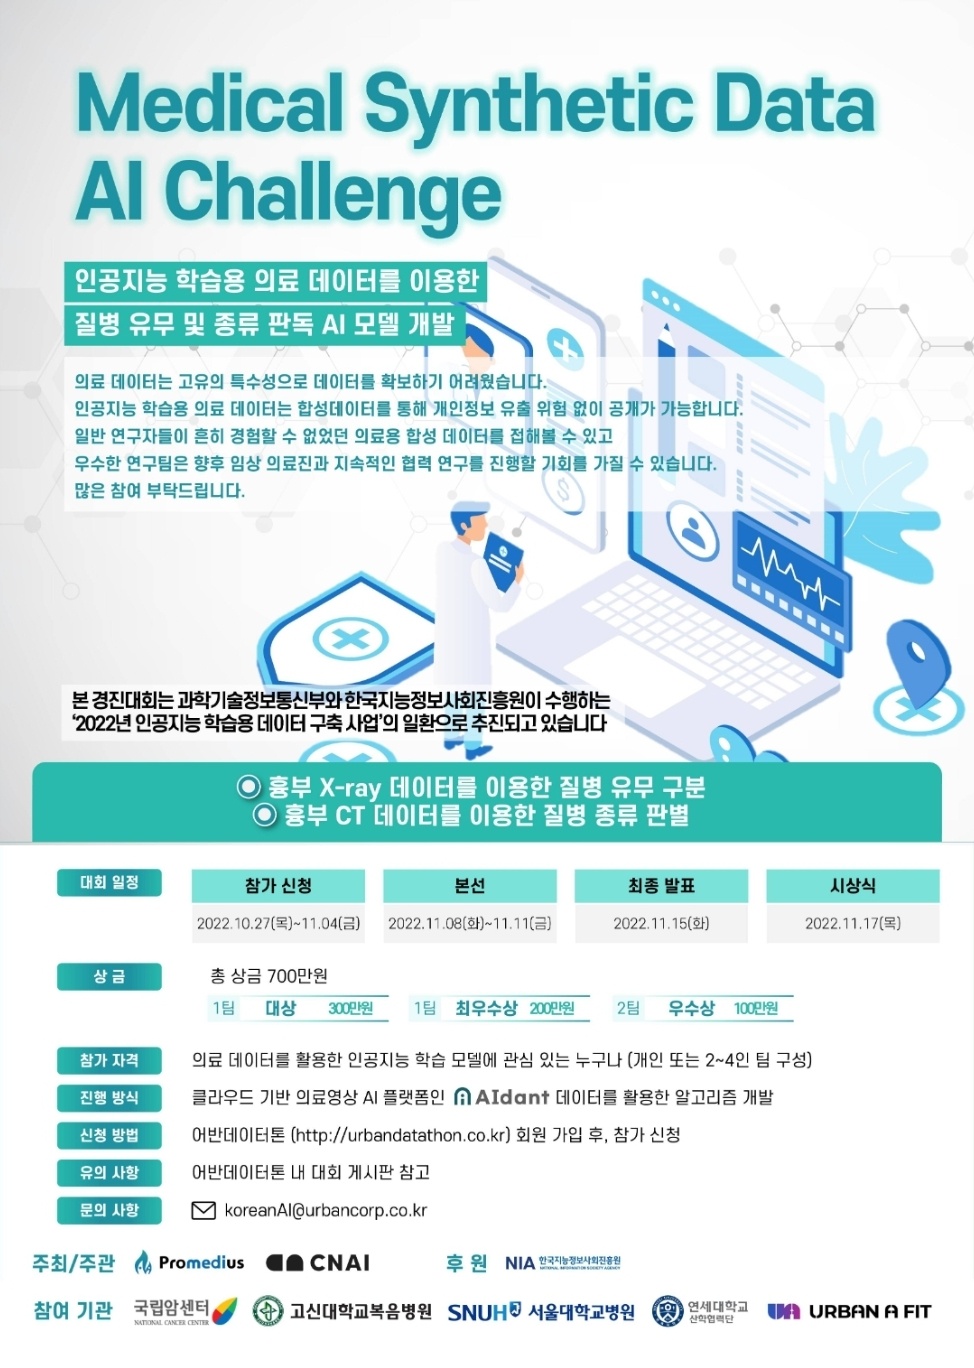 Medical Synthetic Data
AI Challenge
인공지능 학습용 의료 데이터를 이용한
질병 유무 및 종류 판독 AI 모델 개발
의료 데이터는 고유의 특수성으로 데이터를 확보하기 어려웠습니다.
인공지능 학습용 의료 데이터는 합성데이터를 통해 개인정보 유출 위험 없이 공개가 가능합니다.
일반 연구자들이 흔히 경험할 수 없었던 의료용 합성 데이터를 접해볼 수 있고
우수한 연구팀은 향후 임상 의료진과 지속적인 협력 연구를 진행할 기회를 가질 수 있습니다.
많은 참여 부탁드립니다.
본 경진대회는 과학기술정보통신부와 한국지능정보사회진흥원이 수행하는
‘2022년 인공지능 학습용 데이터 구축 사업’의 일환으로 추진되고 있습니다
흉부 X-ray 데이터를 이용한 질병 유무 구분
흉부 CT 데이터를 이용한 질병 종류 판별
대회 일정
참가 신청 본선 최종 발표 시상식
2022.10.27(목)~11.04(금) 2022.11.08(화)~11.11(금) 2022.11.15(화) 2022.11.17(목)
상 금 총 상금 700만원
1팀 대상 300만원 1팀 최우수상 200만원 2팀 우수상 100만원
참가 자격 의료 데이터를 활용한 인공지능 학습 모델에 관심 있는 누구나 (개인 또는 2~4인 팀 구성)
진행 방식 클라우드 기반 의료영상 AI 플랫폼인 AIdant 데이터를 활용한 알고리즘 개발
신청 방법 어반데이터톤 (http://urbandatathon.co.kr) 회원 가입 후, 참가 신청
유의 사항 어반데이터톤 내 대회 게시판 참고
문의 사항 koreanAI@urbancorp.co.kr
주최/주관 Promedius CNAI 후 원 NIA 한국지능정보사회진흥원
NATIONAL INFORMATION SOCIETY AGENCY
참여 기관 국립암센터 고신대학교복음병원 SNUH 서울대학교병원 연세대학교 URBAN A FIT
NATIONAL CANCER CENTER 산학협력단